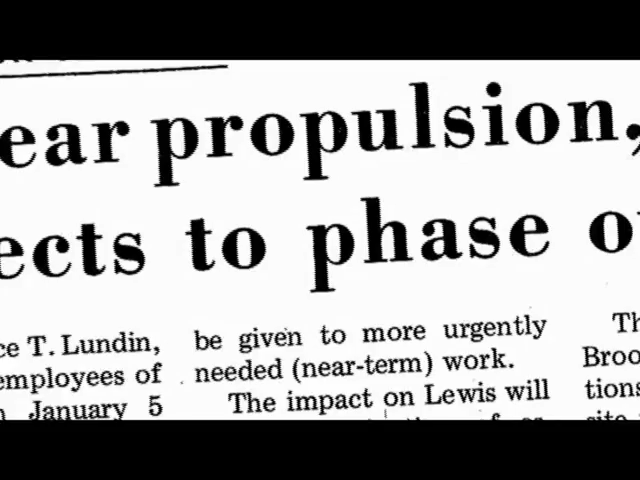 ear propulsion,
ects to phase
ce T. Lundin,
employees of
January 5
be given to more urgently
needed (near-term) work.
The impact on Lewis will
Th
Broo
tions